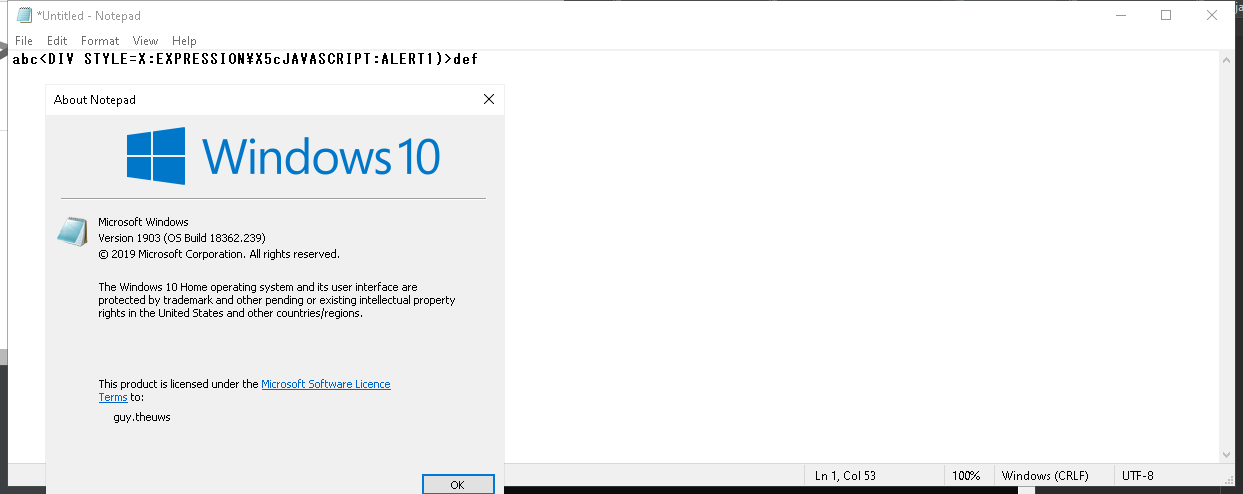 *Untitled - Notepad
File Edit Format View Help
abc<DIV STYLE=X:EXPRESSION¥X5cJAVASCRIPT:ALERT1)>def
About Notepad
Windows 10
Microsoft Windows
Version 1903 (OS Build 18362.239)
© 2019 Microsoft Corporation. All rights reserved.
The Windows 10 Home operating system and its user interface are
protected by trademark and other pending or existing intellectual property
rights in the United States and other countries/regions.
This product is licensed under the Microsoft Software Licence
Terms to:
guy.theuws
OK
Ln 1, Col 53 100% Windows (CRLF) UTF-8